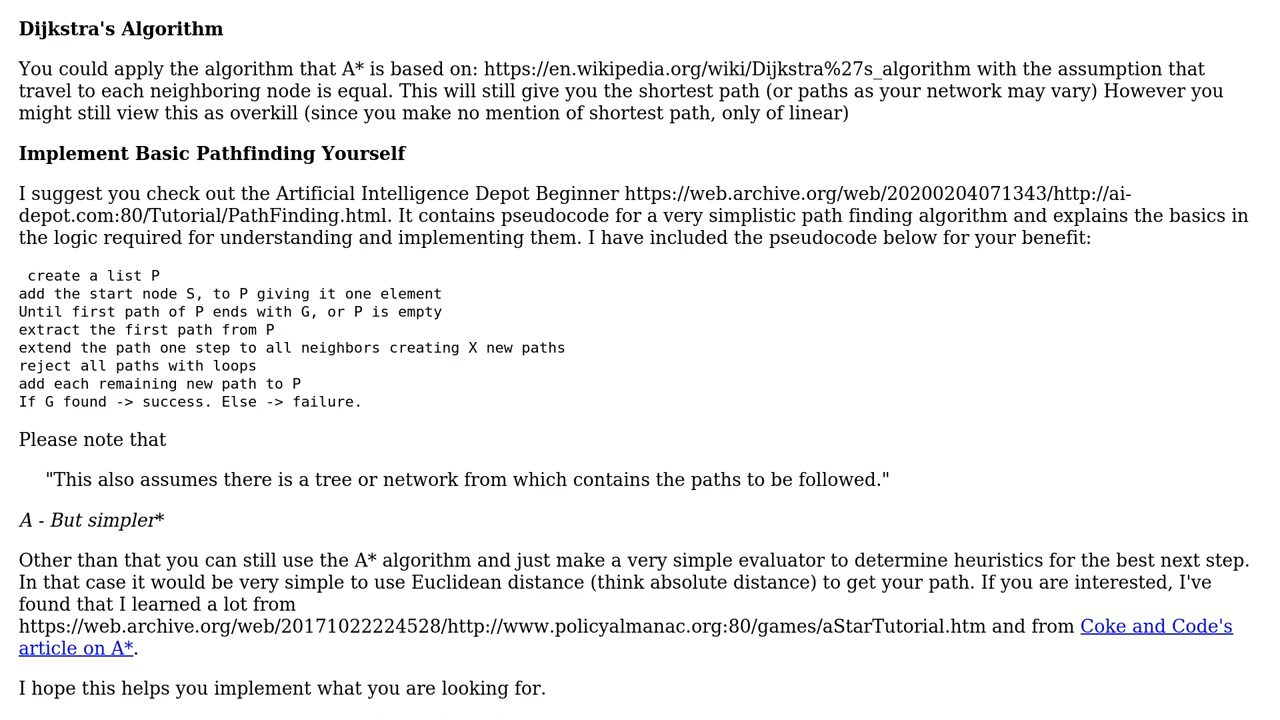 Dijkstra's Algorithm
You could apply the algorithm that A* is based on: https://en.wikipedia.org/wiki/Dijkstra%27s_algorithm with the assumption that
travel to each neighboring node is equal. This will still give you the shortest path (or paths as your network may vary) However you
might still view this as overkill (since you make no mention of shortest path, only of linear)
Implement Basic Pathfinding Yourself
I suggest you check out the Artificial Intelligence Depot Beginner https://web.archive.org/web/20200204071343/http://ai-
depot.com:80/Tutorial/PathFinding.html. It contains pseudocode for a very simplistic path finding algorithm and explains the basics in
the logic required for understanding and implementing them. I have included the pseudocode below for your benefit:
create a list P
add the start node S, to P giving it one element
Until first path of P ends with G, or P is empty
extract the first path from P
extend the path one step to all neighbors creating X new paths
reject all paths with loops
add each remaining new path to P
If G found -> success. Else -> failure.
Please note that
"This also assumes there is a tree or network from which contains the paths to be followed."
A - But simpler*
Other than that you can still use the A* algorithm and just make a very simple evaluator to determine heuristics for the best next step.
In that case it would be very simple to use Euclidean distance (think absolute distance) to get your path. If you are interested, I've
found that I learned a lot from
https://web.archive.org/web/20171022224528/http://www.policyalmanac.org:80/games/aStarTutorial.htm and from Coke and Code's
article on A*.
I hope this helps you implement what you are looking for.